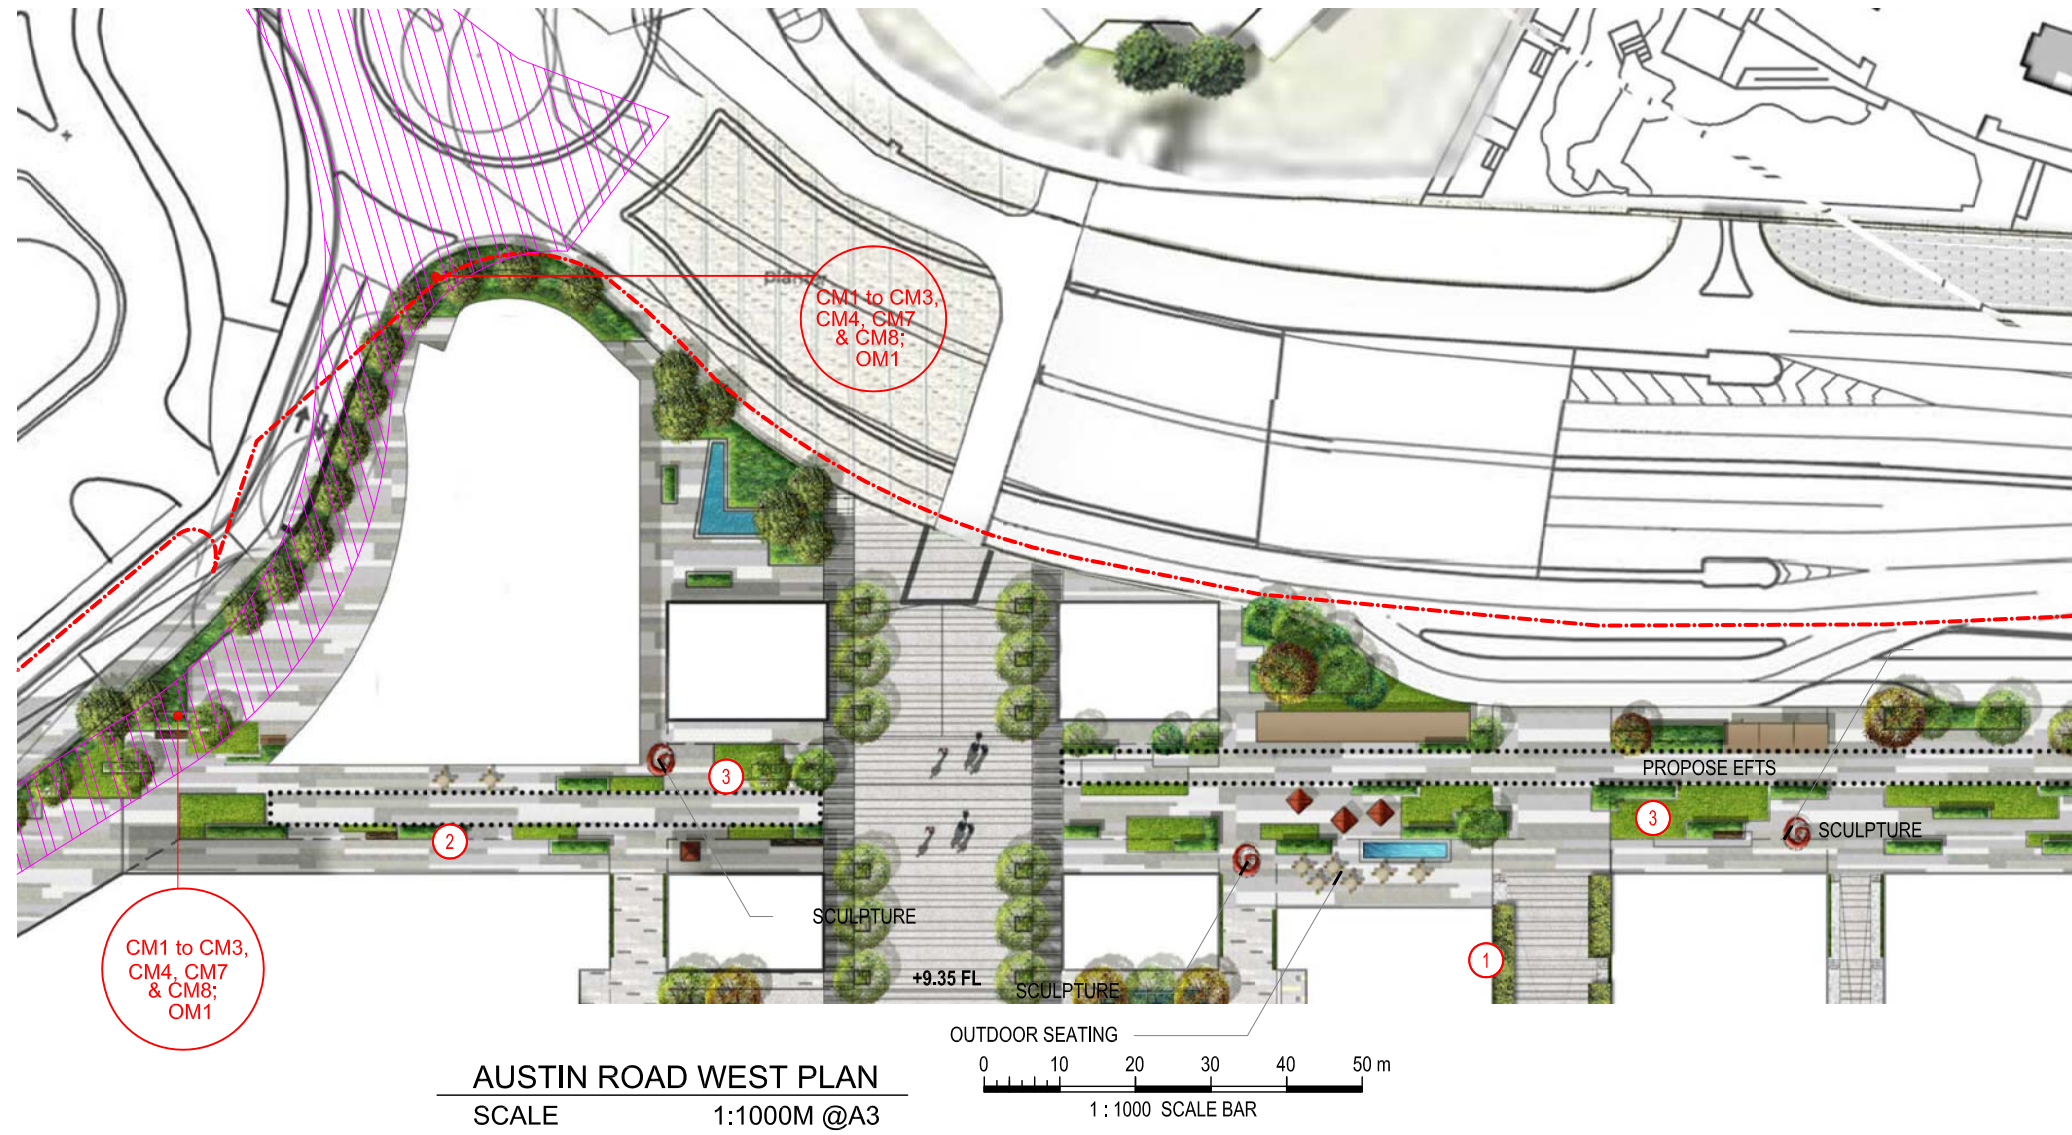 plan
CM1 to CM3,
CM4, CM7
& CM8;
OM1
PROPOSE EFTS
3
3
2
SCULPTURE
SCULPTURE
CM1 to CM3,
CM4, CM7
& CM8;
OM1
1
+9.35 FL
SCULPTURE
OUTDOOR SEATING
0 10 20 30 40 50 m
1 : 1000 SCALE BAR
AUSTIN ROAD WEST PLAN
SCALE 1:1000M @A3